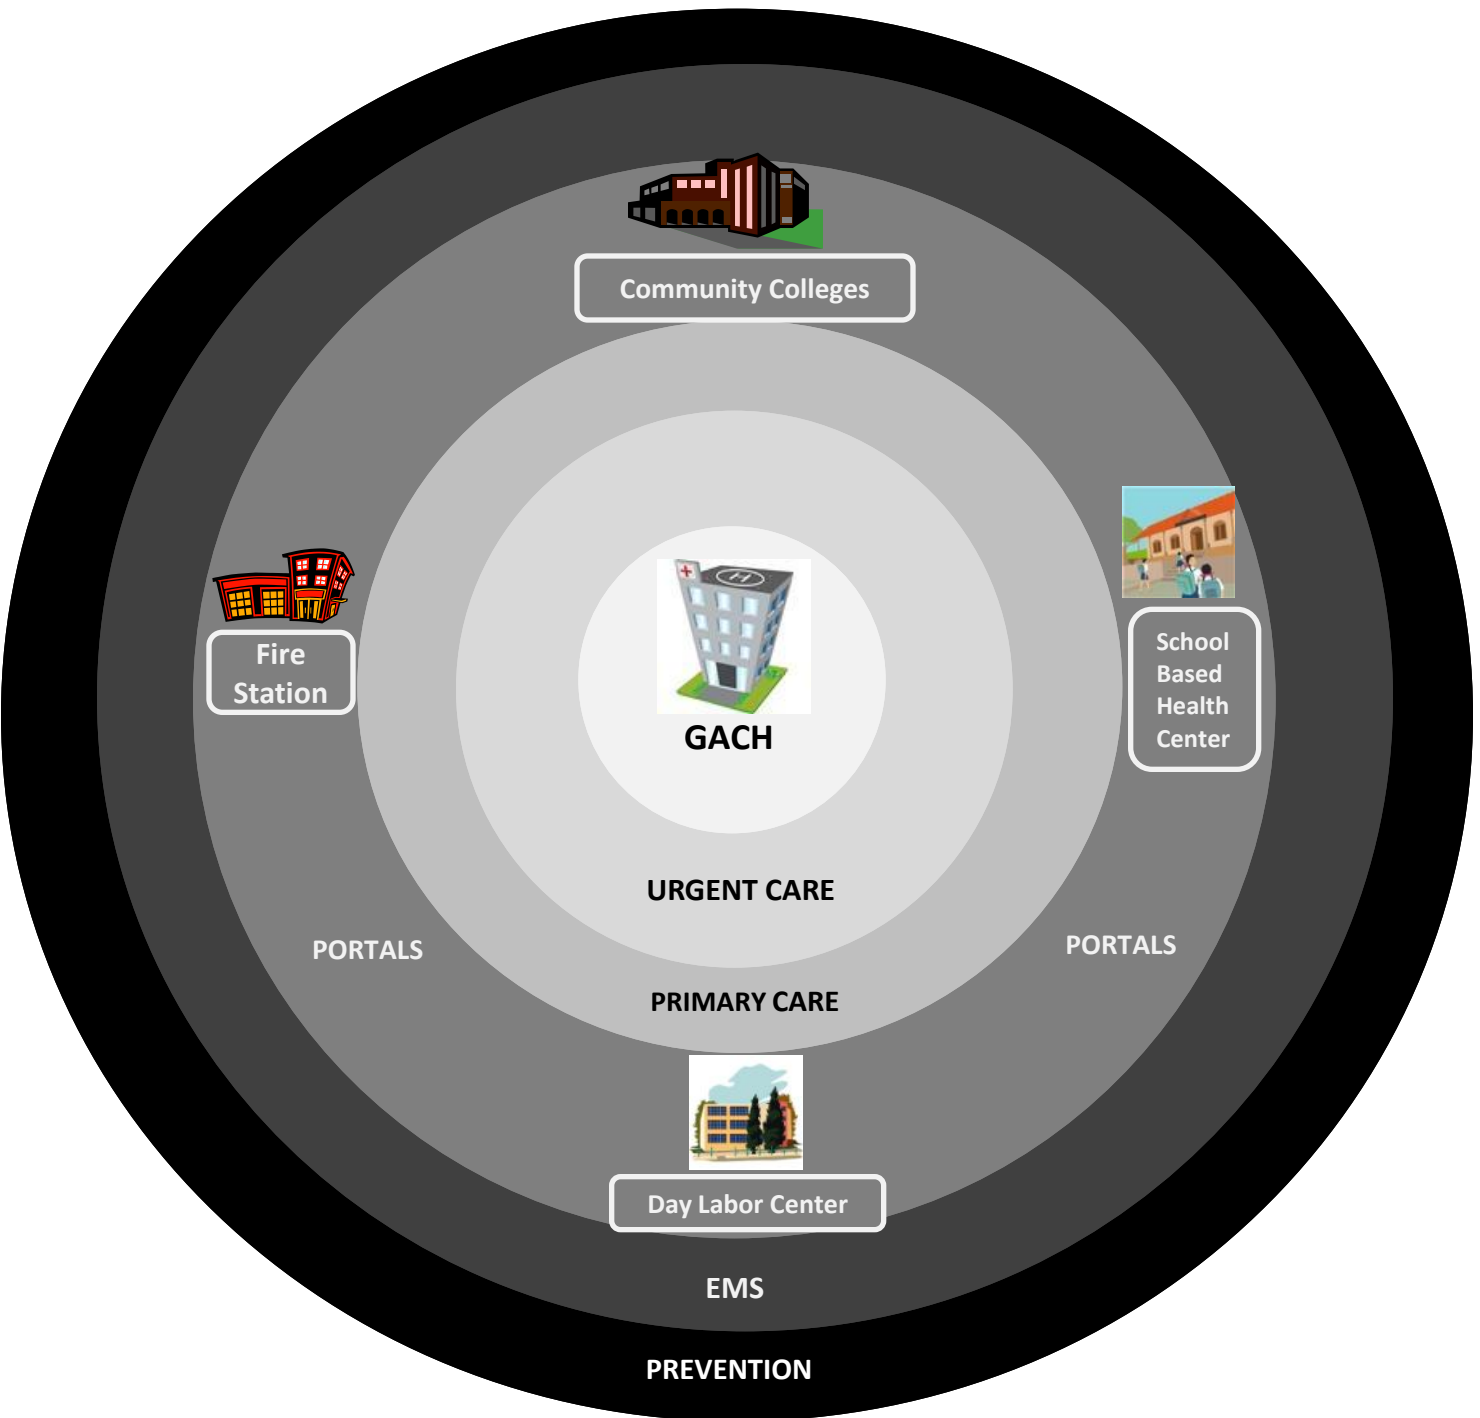 Community Colleges
Fire
Station
School
Based
Health
Center
H
GACH
URGENT CARE
PORTALS
PORTALS
PRIMARY CARE
Day Labor Center
EMS
PREVENTION